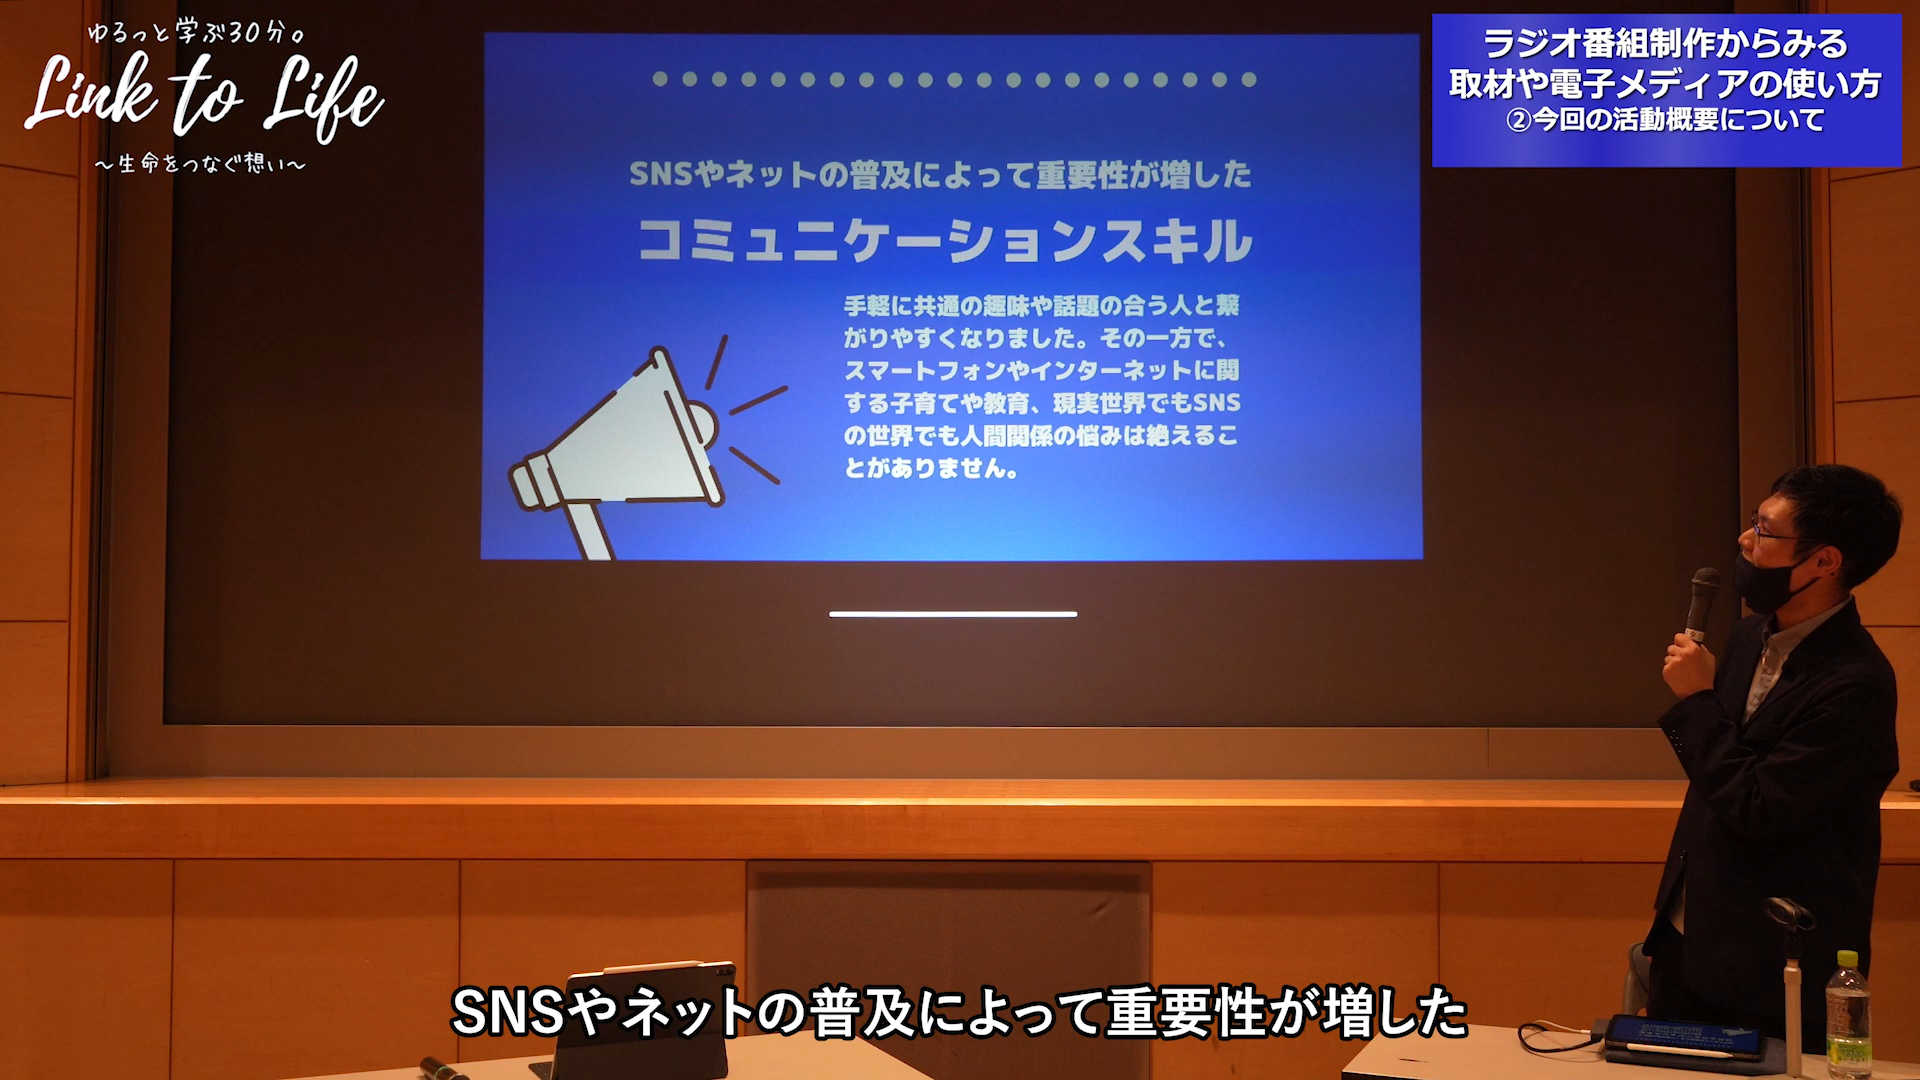 ゆるっと学ぶ30分。
Link to Life
～生命をつなぐ想い～
ラジオ番組制作からみる
取材や電子メディアの使い方
②今回の活動概要について
SNSやネットの普及によって重要性が増した
コミュニケーションスキル
手軽に共通の趣味や話題の合う人と繋
がりやすくなりました。その一方で、
スマートフォンやインターネットに関
する子育てや教育、現実世界でもSNS
の世界でも人間関係の悩みは絶えるこ
とがありません。
SNSやネットの普及によって重要性が増した